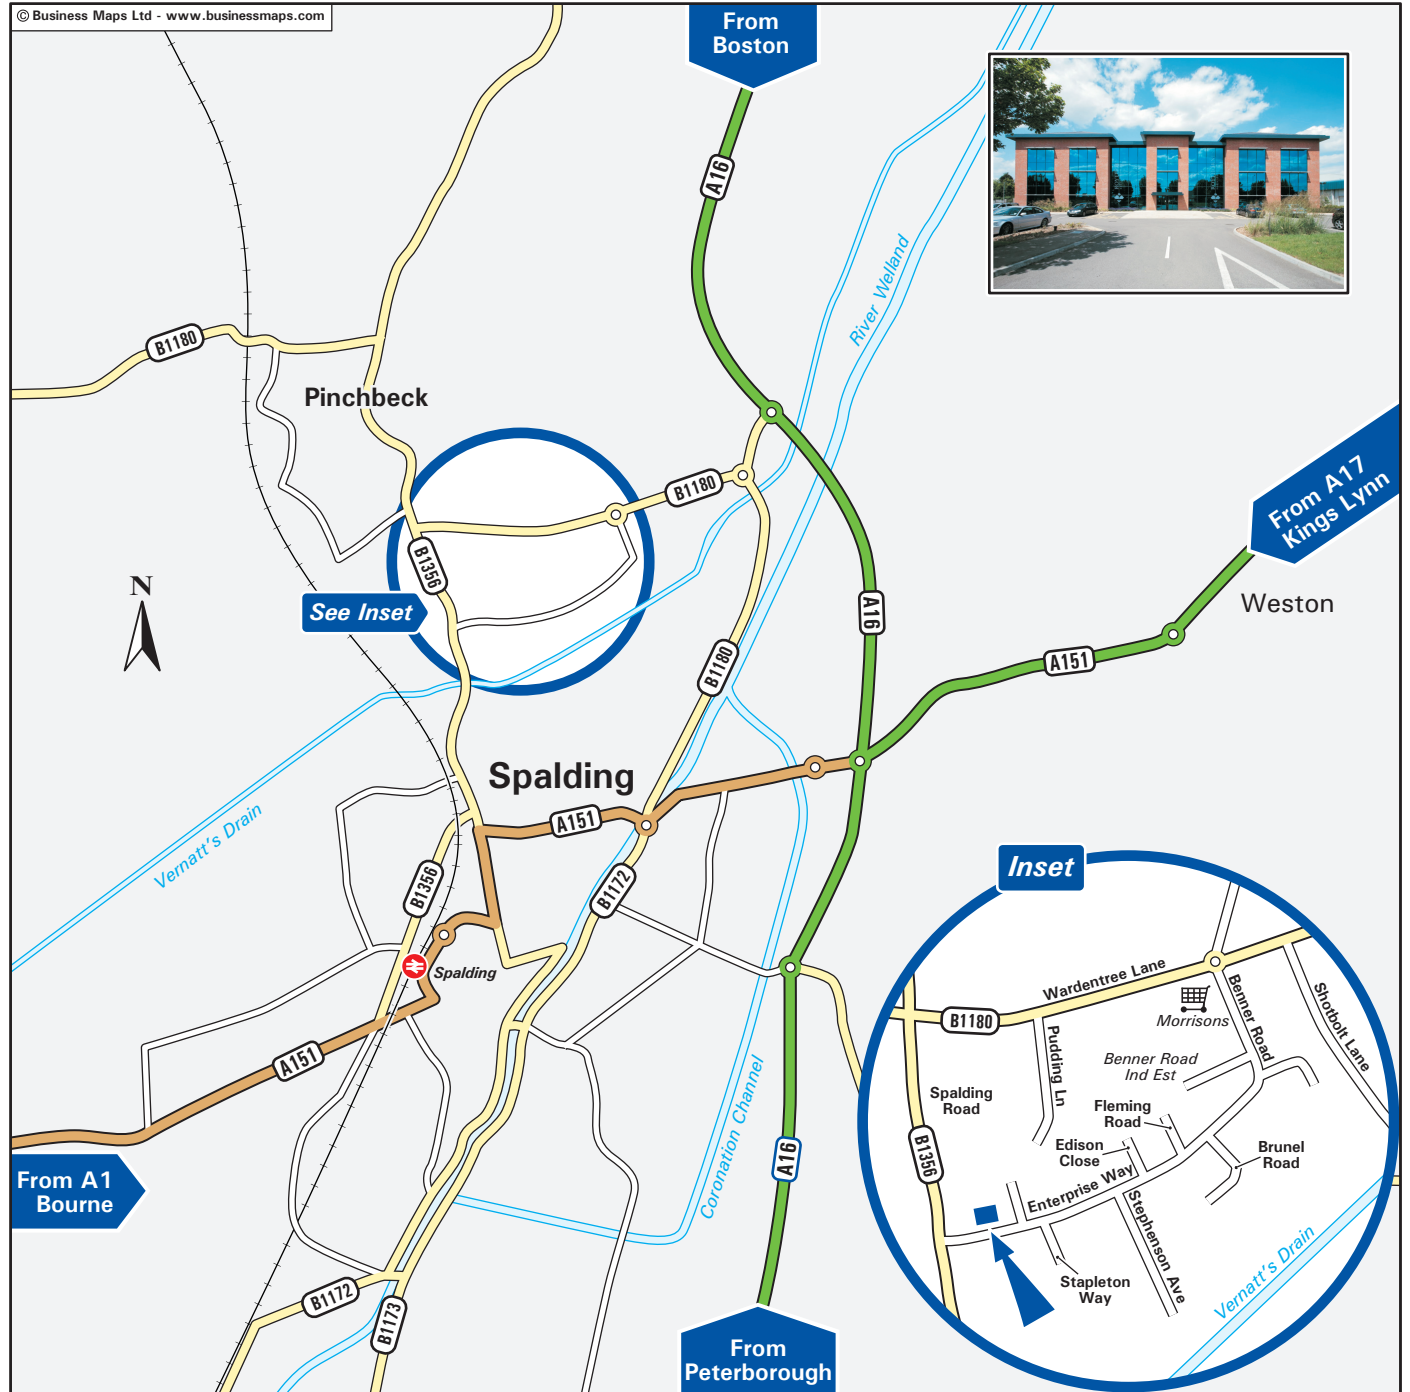 © Business Maps Ltd - www.businessmaps.com
From
Boston
A16
River Welland
B1180
Pinchbeck
B1180
From A17
Kings Lynn
B1356
N
See Inset
A16
Weston
B1180
A151
Spalding
A151
Vernatt's Drain
B1356
B1172
Inset
Spalding
Wardentree Lane
B1180
Morrisons
Benner Road
Shotbolt Lane
Pudding Ln
Benner Road
Ind Est
A151
Spalding
Road
Fleming
Road
Edison
Close
B1356
Brunel
Road
Coronation Channel
A16
From A1
Bourne
Enterprise Way
Stephenson Ave
Stapleton
Way
Vernatt's Drain
B1172
B1173
From
Peterborough